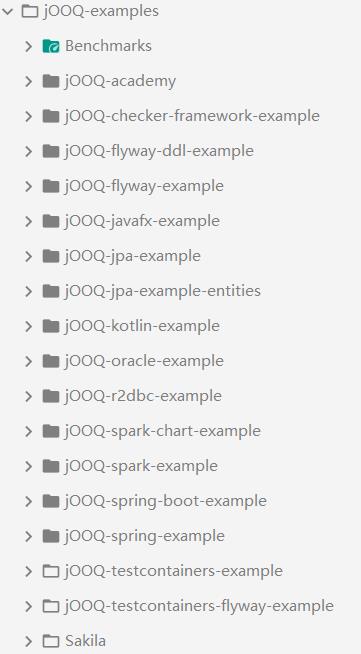 jOOQ-examples
Benchmarks
jOOQ-academy
jOOQ-checker-framework-example
jOOQ-flyway-ddl-example
jOOQ-flyway-example
jOOQ-javafx-example
jOOQ-jpa-example
jOOQ-jpa-example-entities
jOOQ-kotlin-example
jOOQ-oracle-example
jOOQ-r2dbc-example
jOOQ-spark-chart-example
jOOQ-spark-example
jOOQ-spring-boot-example
jOOQ-spring-example
jOOQ-testcontainers-example
jOOQ-testcontainers-flyway-example
Sakila